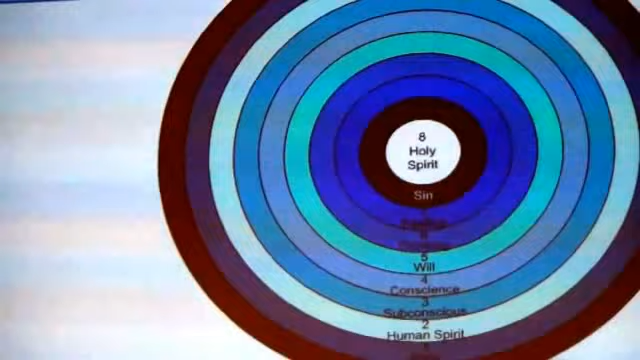 8
Holy
Spirit
Sin
5
Will
4
Conscience
3
Subconscious
2
Human Spirit